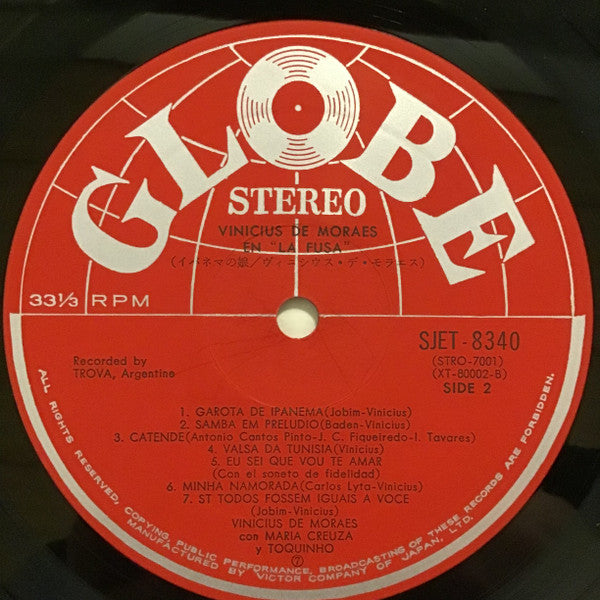 GLOBE
STEREO
VINICIUS DE MORAES
EN "LA FUSA"
(イパネマの娘/ヴィニシウス・デ・モラエス)
33⅓ RPM
SJET-8340
(STRO-7001)
(XT-80002-B)
SIDE 2
Recorded by
TROVA, Argentine
1. GAROTA DE IPANEMA(Jobim-Vinicius)
2. SAMBA EM PRELUDIO(Baden-Vinicius)
3. CATENDE(Antonio Cantos Pinto-J. C. Fiqueiredo-I. Tavares)
4. VALSA DA TUNISIA(Vinicius)
5. EU SEI QUE VOU TE AMAR
(Con el soneto de fidelidad)
6. MINHA NAMORADA(Carlos Lyta-Vinicius)
7. ST TODOS FOSSEM IGUAIS A VOCE
(Jobim-Vinicius)
VINICIUS DE MORAES
con MARIA CREUZA
y TOQUINHO
⑦
ALL RIGHTS RESERVED, COPYING, PUBLIC PERFORMANCE, BROADCASTING OF THESE RECORDS ARE FORBIDDEN.
MANUFACTURED BY VICTOR COMPANY OF JAPAN, LTD.